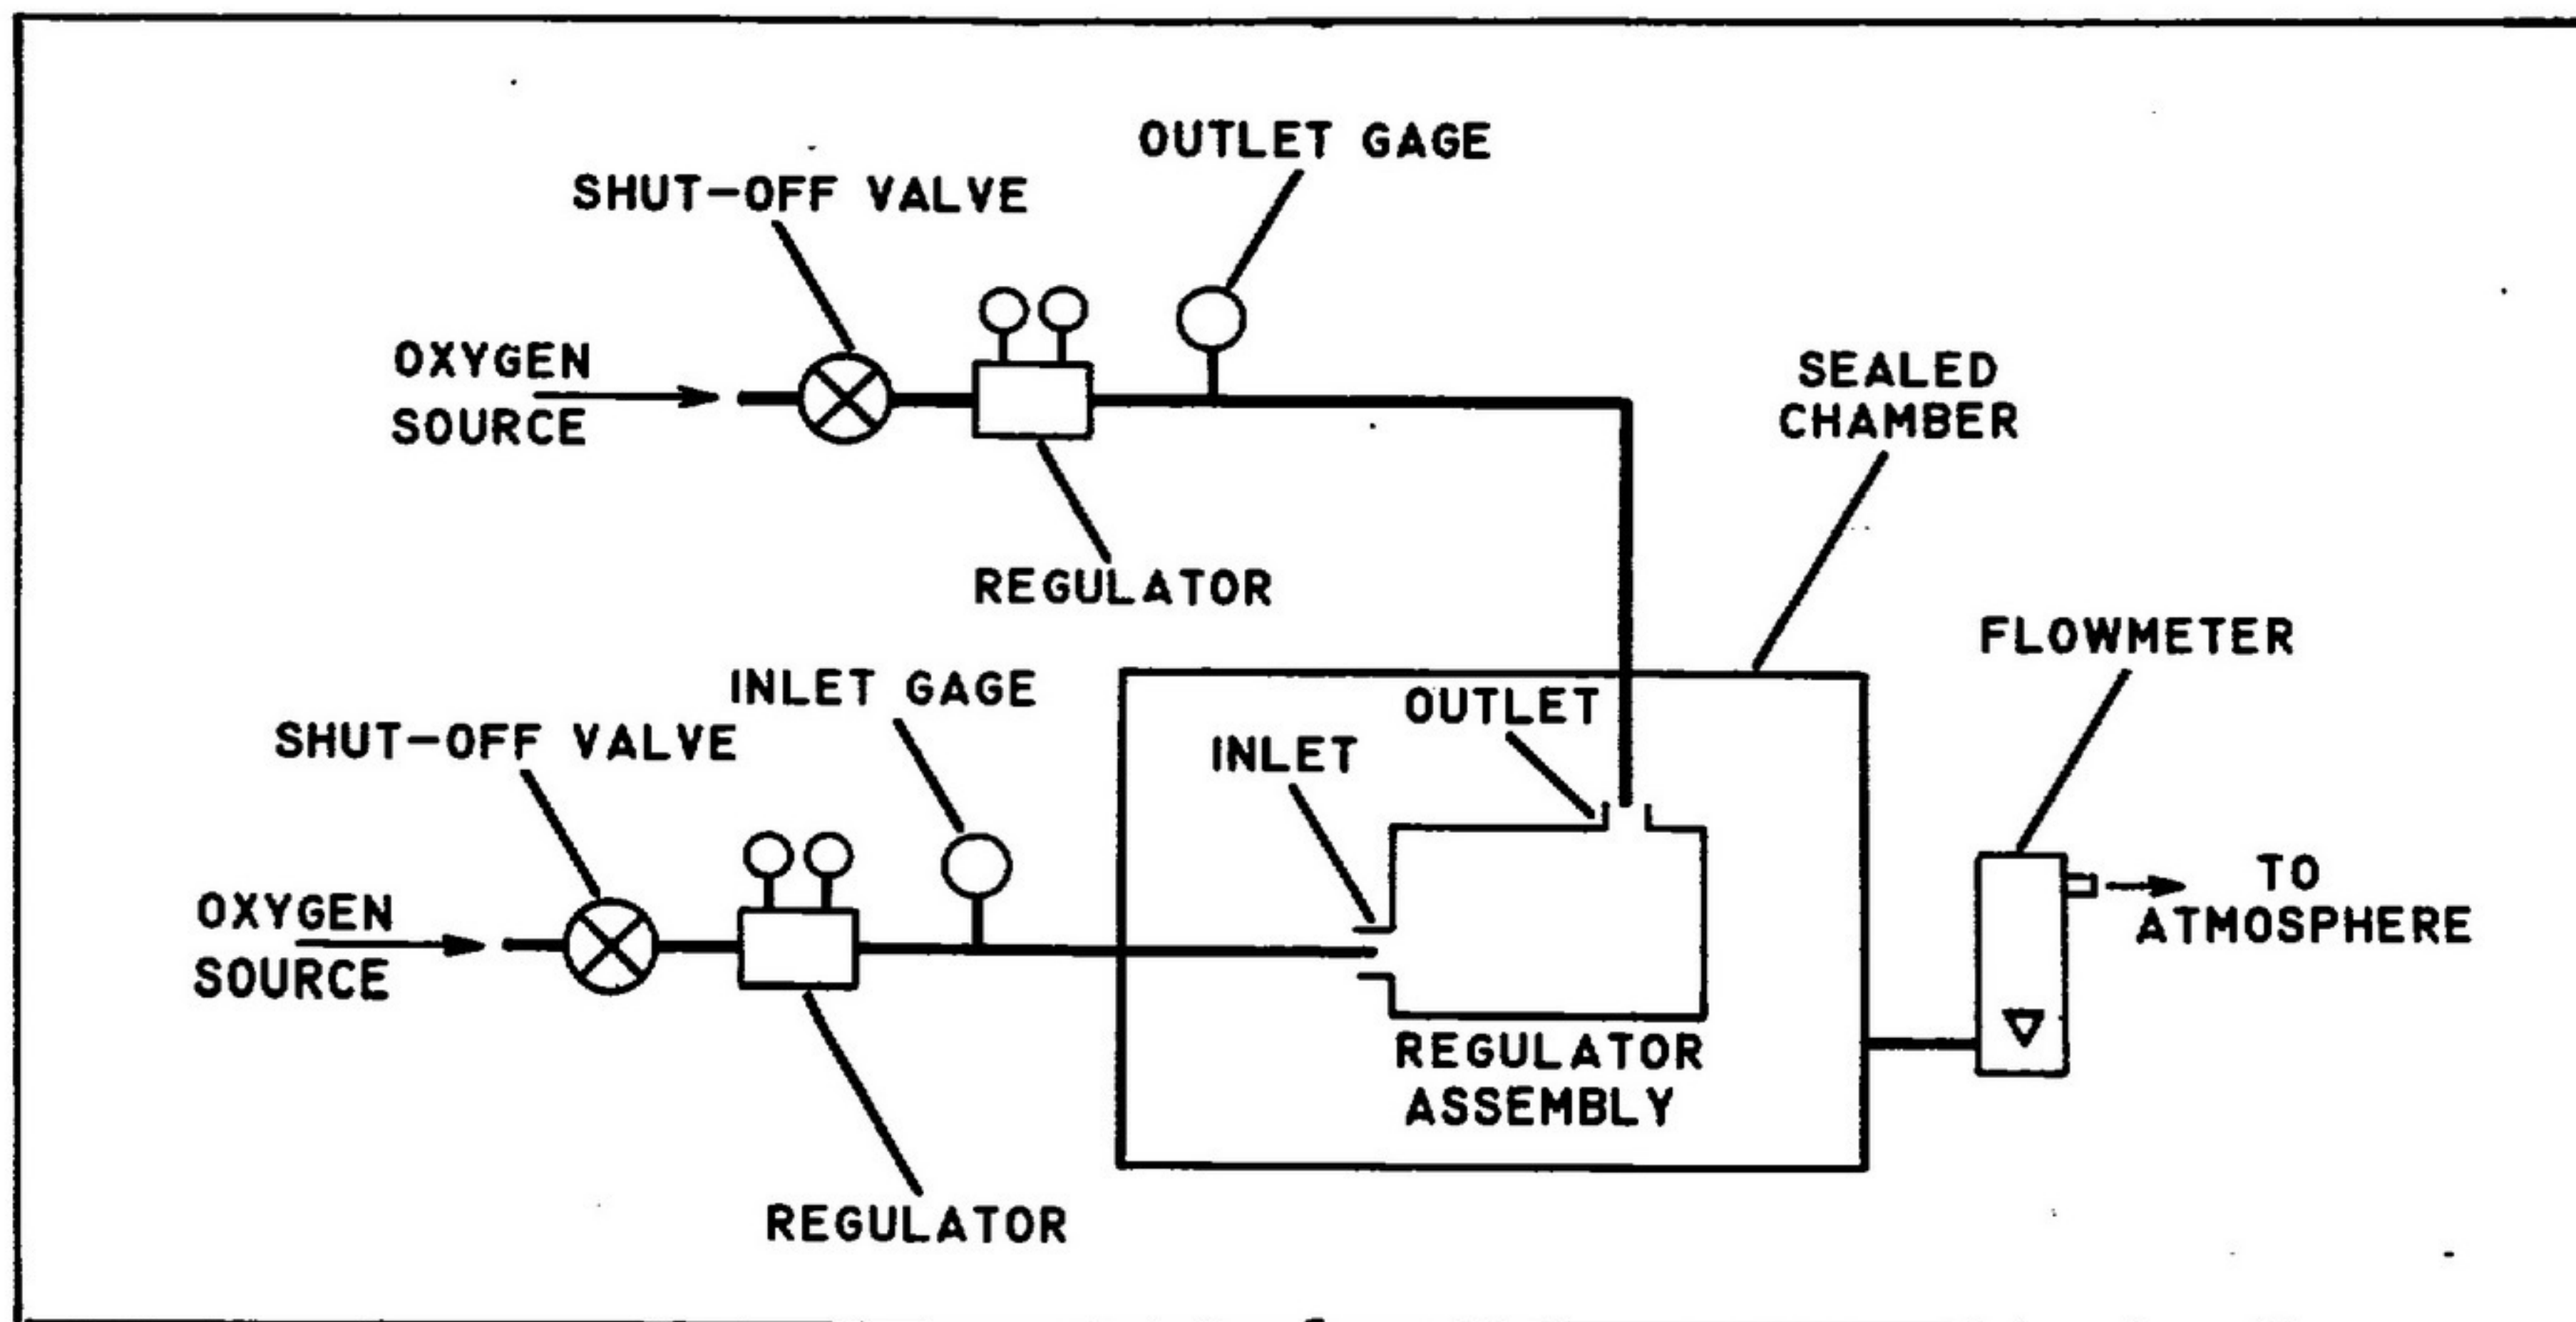 OUTLET GAGE
SHUT-OFF VALVE
OXYGEN
SOURCE
SEALED
CHAMBER
REGULATOR
FLOWMETER
INLET GAGE
OUTLET
SHUT-OFF VALVE
INLET
OXYGEN
SOURCE
TO
ATMOSPHERE
REGULATOR
ASSEMBLY
REGULATOR